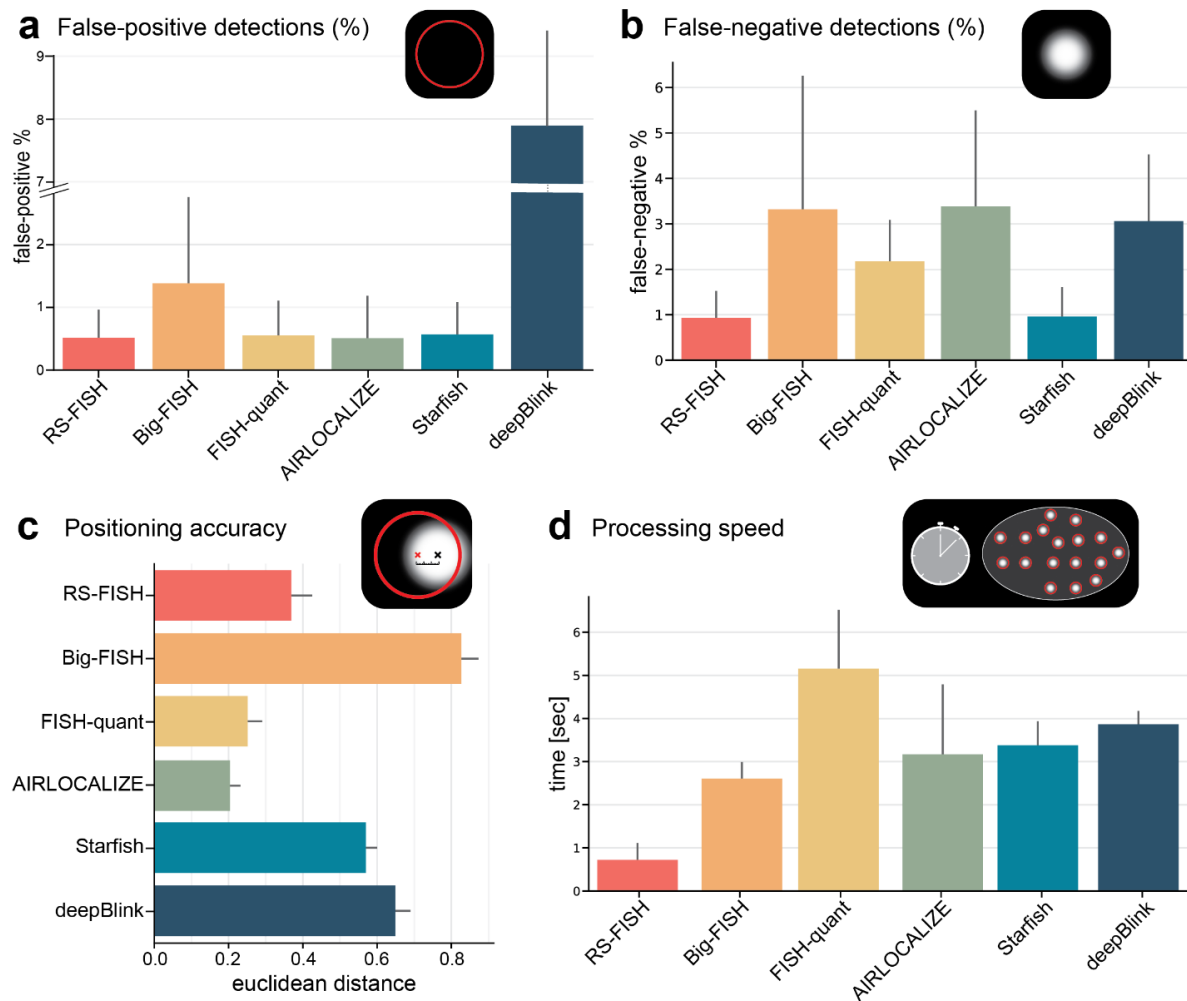 a False-positive detections (%)
false-positive %
9
8
7
2
1
0
RS-FISH
Big-FISH
FISH-quant
AIRLOCALIZE
Starfish
deepBlink
b False-negative detections (%)
false-negative %
6
5
4
3
2
1
0
RS-FISH
Big-FISH
FISH-quant
AIRLOCALIZE
Starfish
deepBlink
c Positioning accuracy
RS-FISH
Big-FISH
FISH-quant
AIRLOCALIZE
Starfish
deepBlink
0.0 0.2 0.4 0.6 0.8
euclidean distance
d Processing speed
time [sec]
6
5
4
3
2
1
0
RS-FISH
Big-FISH
FISH-quant
AIRLOCALIZE
Starfish
deepBlink